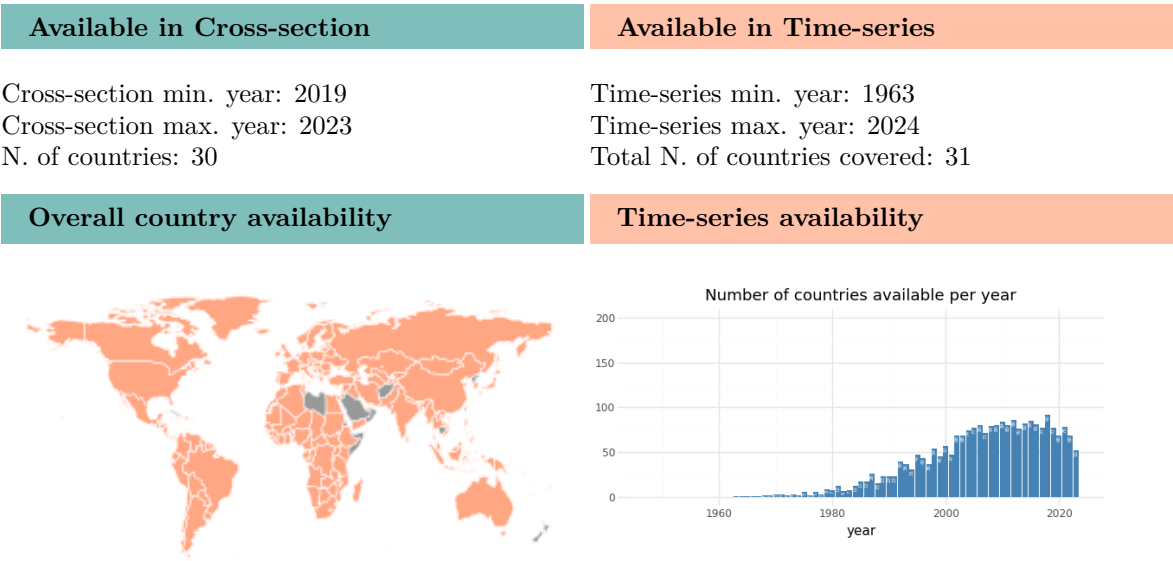 Available in Cross-section
Available in Time-series
Cross-section min. year: 2019
Cross-section max. year: 2023
N. of countries: 30
Time-series min. year: 1963
Time-series max. year: 2024
Total N. of countries covered: 31
Overall country availability
Time-series availability
Number of countries available per year
200
150
100
50
0
1960
1980
2000
2020
year